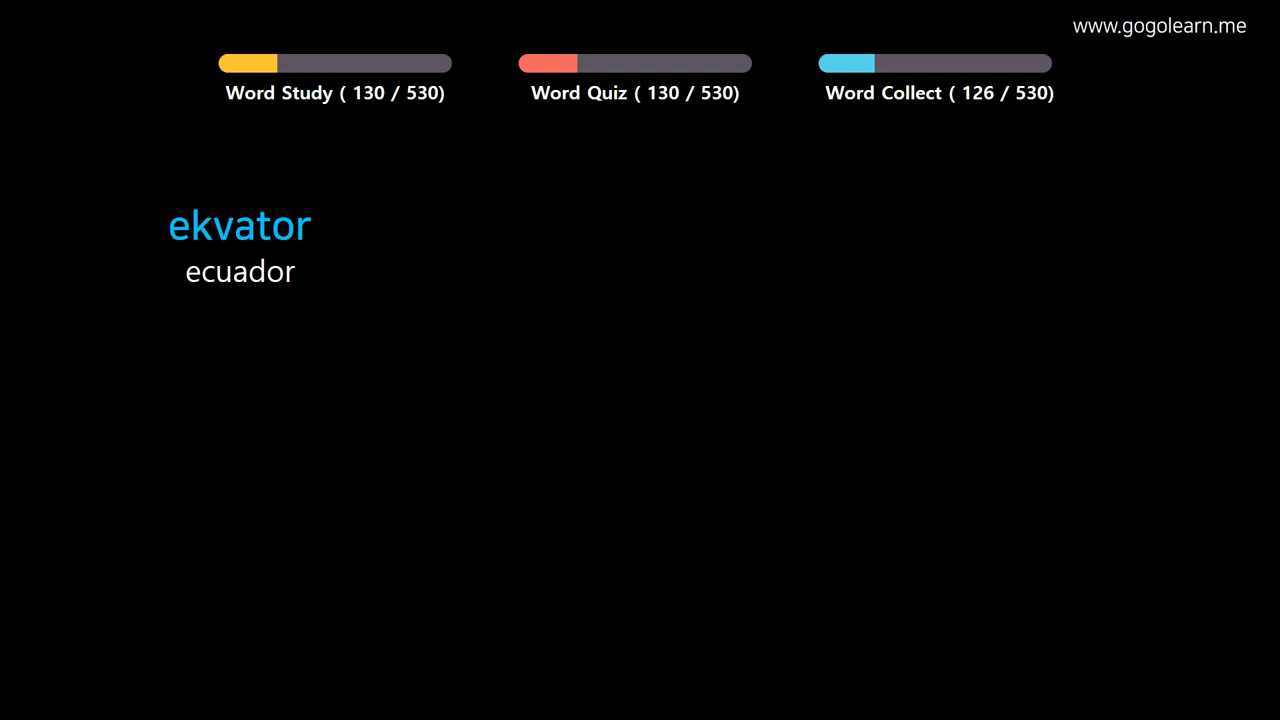 www.gogolearn.me
Word Study ( 130 / 530)
Word Quiz ( 130 / 530)
Word Collect ( 126 / 530)
ekvator
ecuador